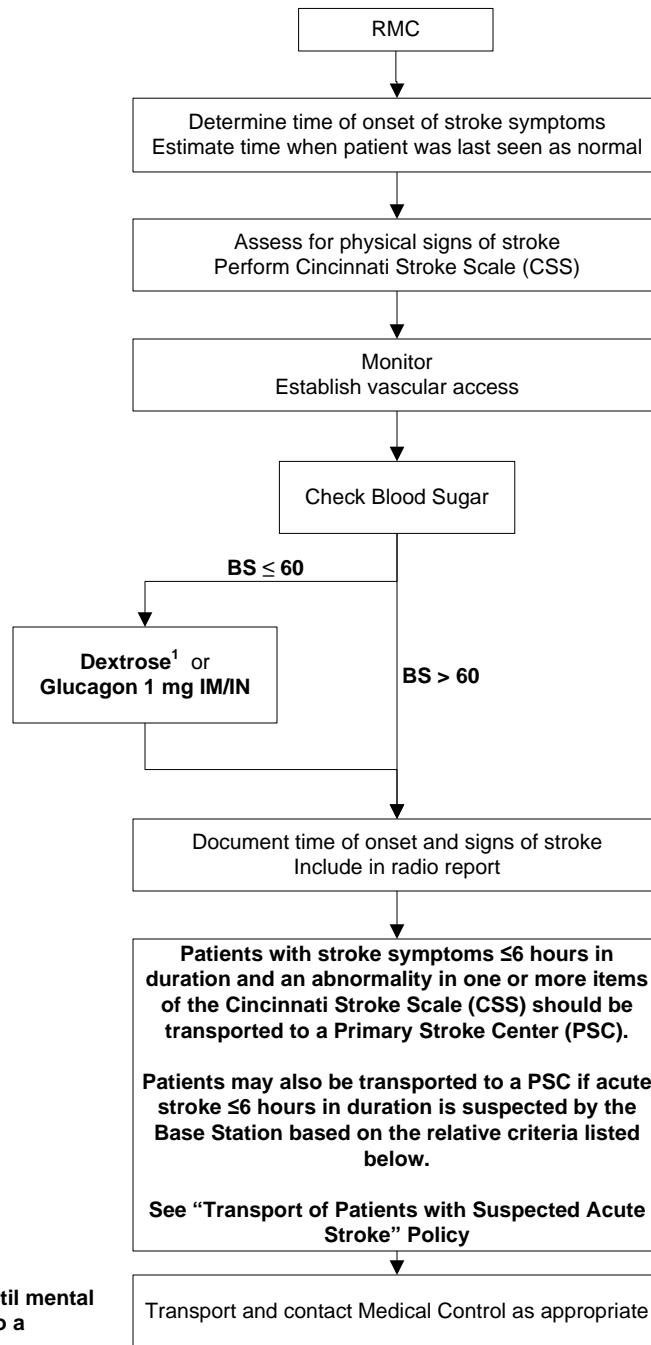 RMC
Determine time of onset of stroke symptoms
Estimate time when patient was last seen as normal
Assess for physical signs of stroke
Perform Cincinnati Stroke Scale (CSS)
Monitor
Establish vascular access
Check Blood Sugar
BS ≤ 60
Dextrose¹ or
Glucagon 1 mg IM/IN
BS > 60
Document time of onset and signs of stroke
Include in radio report
Patients with stroke symptoms ≤6 hours in
duration and an abnormality in one or more items
of the Cincinnati Stroke Scale (CSS) should be
transported to a Primary Stroke Center (PSC).
Patients may also be transported to a PSC if acute
stroke ≤6 hours in duration is suspected by the
Base Station based on the relative criteria listed
below.
See “Transport of Patients with Suspected Acute
Stroke” Policy
mental
a
Transport and contact Medical Control as appropriate